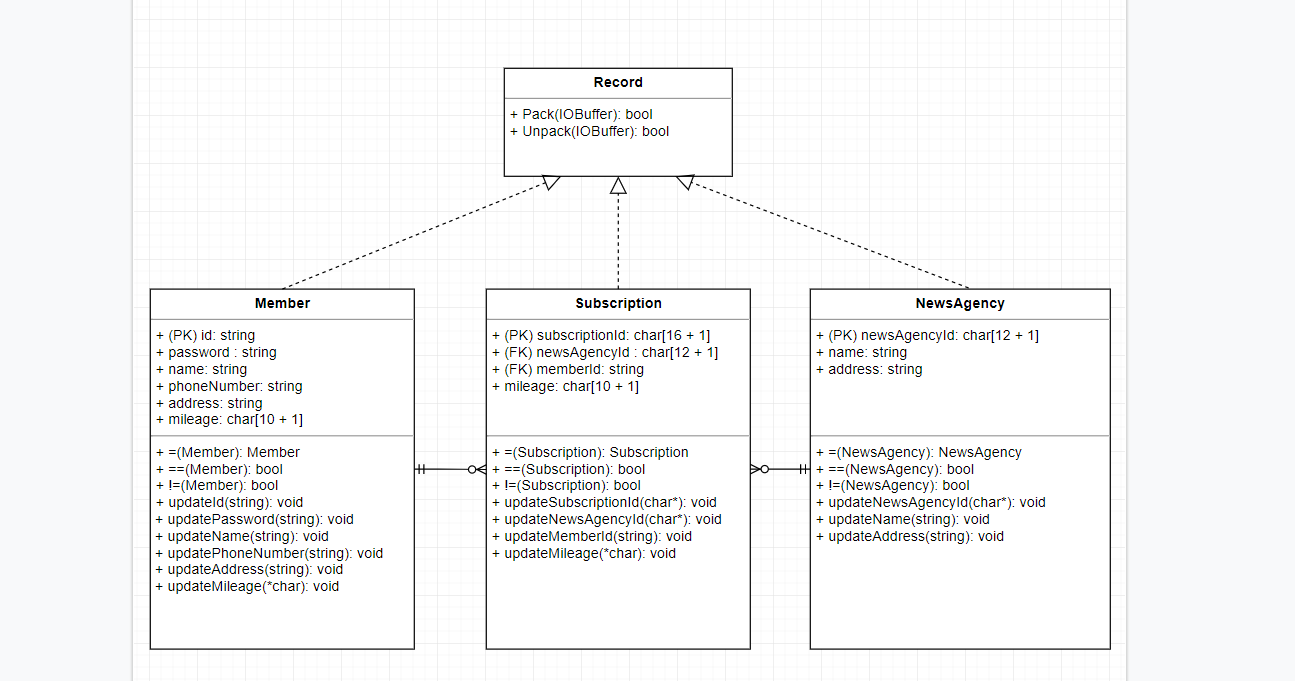 Record
+ Pack(IOBuffer): bool
+ Unpack(IOBuffer): bool
Member
+ (PK) id: string
+ password : string
+ name: string
+ phoneNumber: string
+ address: string
+ mileage: char[10 + 1]
+ =(Member): Member
+ ==(Member): bool
+ !=(Member): bool
+ updateId(string): void
+ updatePassword(string): void
+ updateName(string): void
+ updatePhoneNumber(string): void
+ updateAddress(string): void
+ updateMileage(*char): void
Subscription
+ (PK) subscriptionId: char[16 + 1]
+ (FK) newsAgencyId : char[12 + 1]
+ (FK) memberId: string
+ mileage: char[10 + 1]
+ =(Subscription): Subscription
+ ==(Subscription): bool
+ !=(Subscription): bool
+ updateSubscriptionId(char*): void
+ updateNewsAgencyId(char*): void
+ updateMemberId(string): void
+ updateMileage(*char): void
NewsAgency
+ (PK) newsAgencyId: char[12 + 1]
+ name: string
+ address: string
+ =(NewsAgency): NewsAgency
+ ==(NewsAgency): bool
+ !=(NewsAgency): bool
+ updateNewsAgencyId(char*): void
+ updateName(string): void
+ updateAddress(string): void